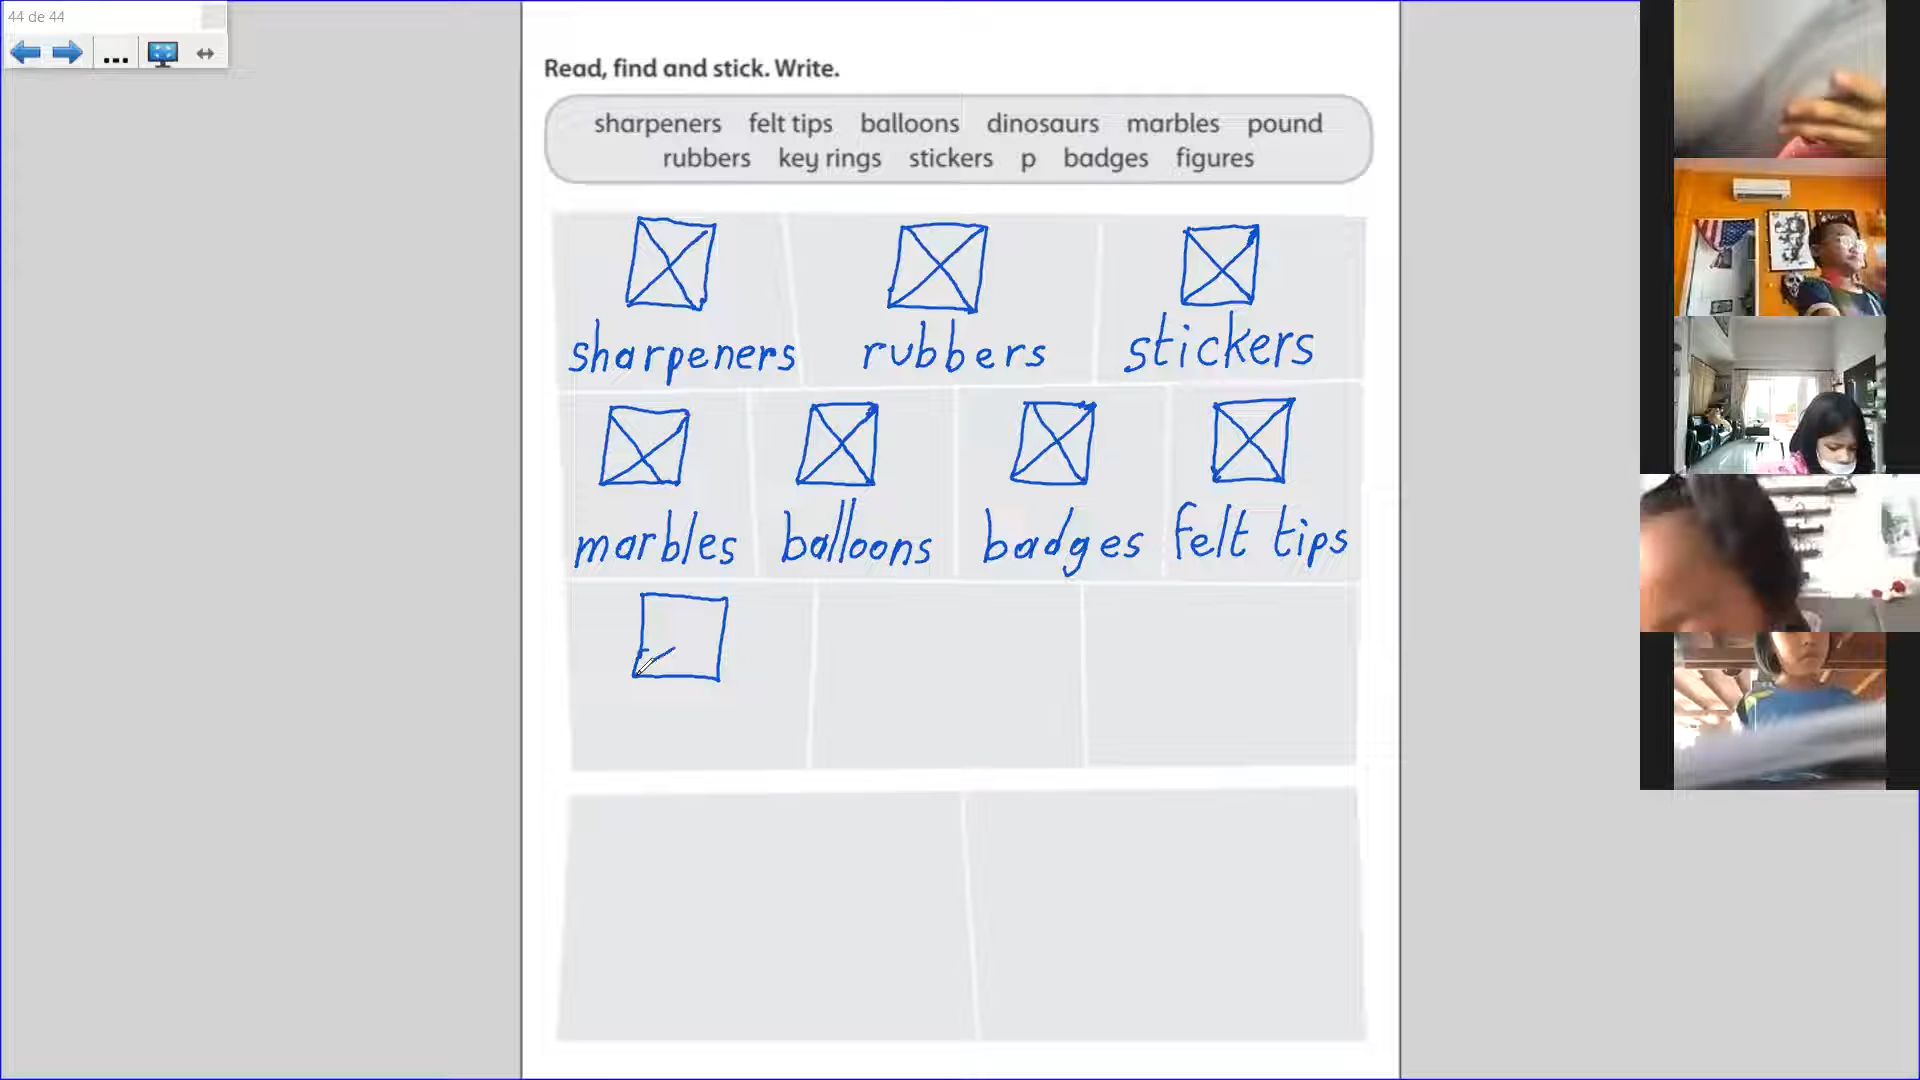 44 de 44
...
Read, find and stick. Write.
sharpeners felt tips balloons dinosaurs marbles pound
rubbers key rings stickers p badges figures
sharpeners rubbers stickers
marbles balloons badges felt tips